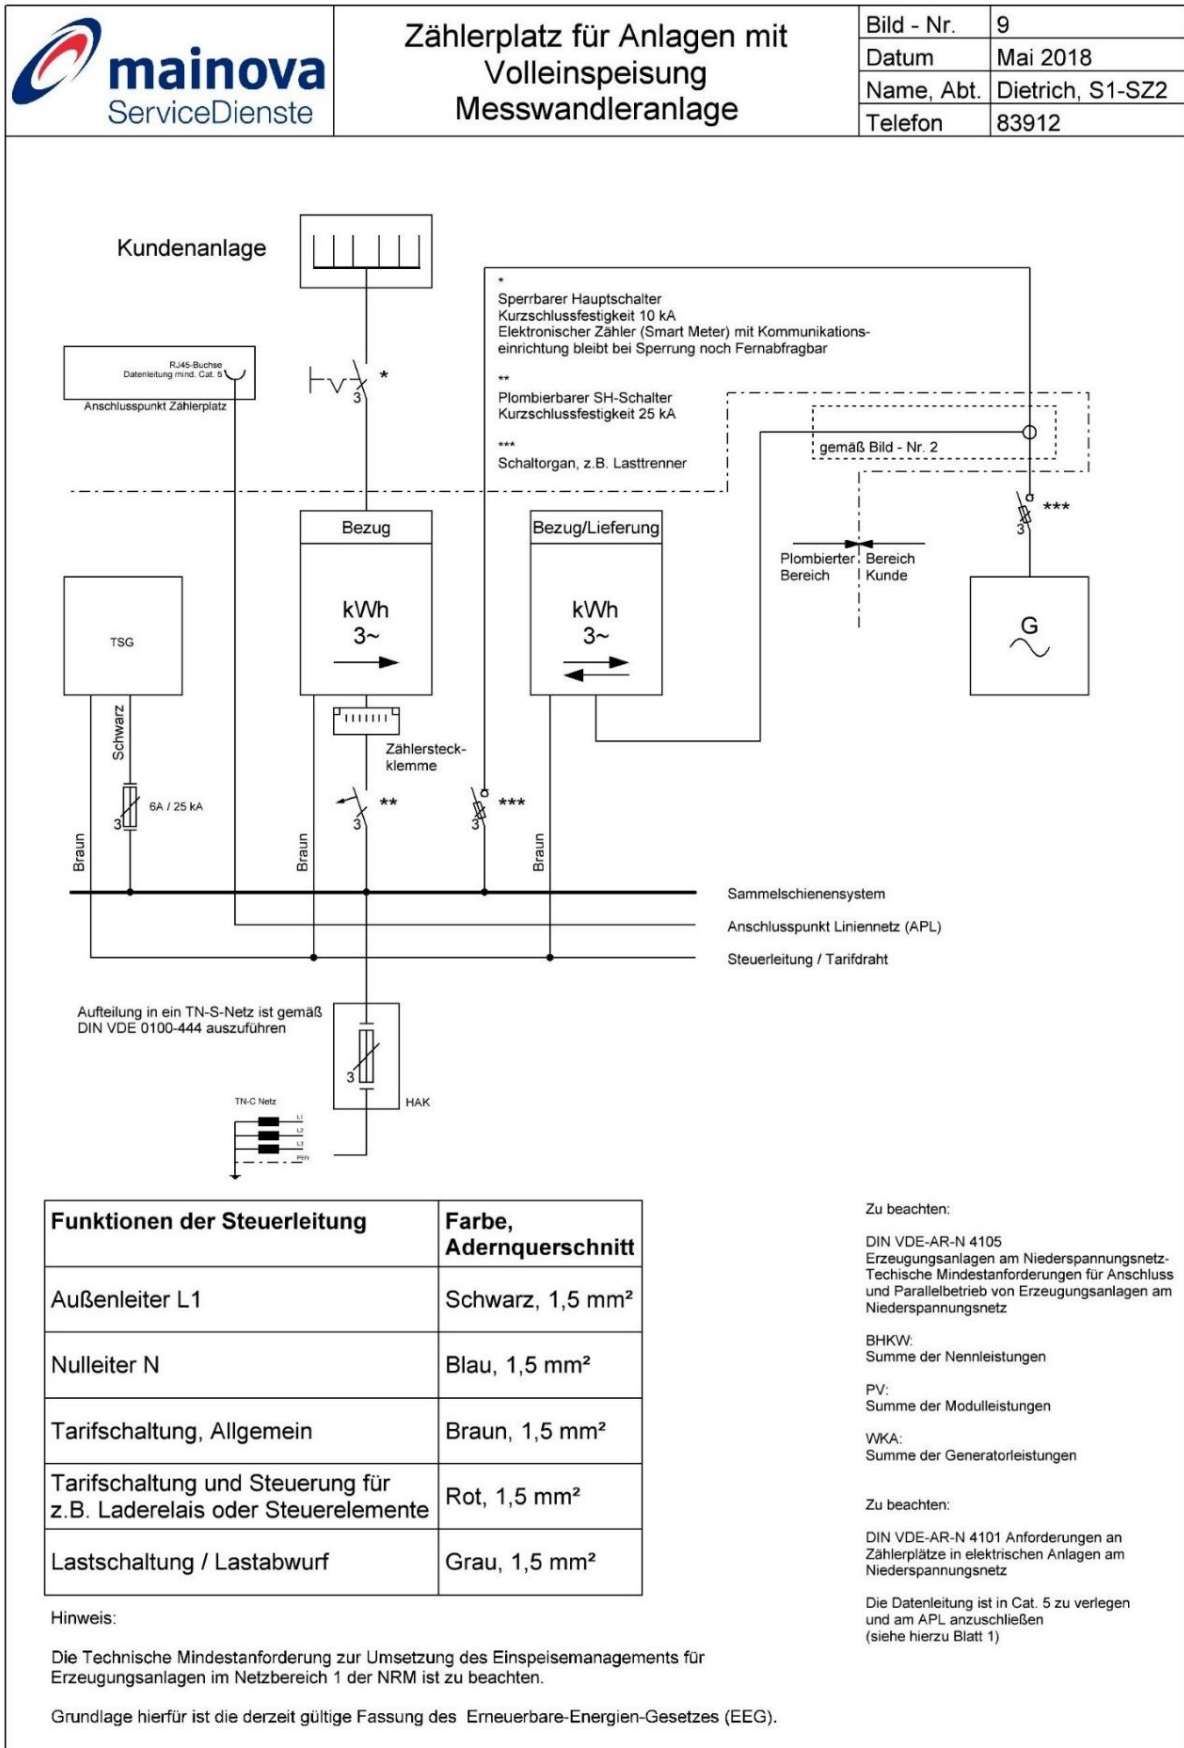 mainova
ServiceDienste
Zählerplatz für Anlagen mit
Volleinspeisung
Messwandleranlage
Bild - Nr. 9
Datum Mai 2018
Name, Abt. Dietrich, S1-SZ2
Telefon 83912
Kundenanlage
*
Sperrbarer Hauptschalter
Kurzschlussfestigkeit 10 kA
Elektronischer Zähler (Smart Meter) mit Kommunikations-
einrichtung bleibt bei Sperrung noch Fernabfragbar
**
Plombierbarer SH-Schalter
Kurzschlussfestigkeit 25 kA
***
Schaltorgan, z.B. Lasttrenner
RJ45-Buchse
Datenleitung mind. Cat. 5
Anschlusspunkt Zählerplatz
*
3
gemäß Bild - Nr. 2
***
3
Plombierter
Bereich
Bereich
Kunde
G
Bezug
kWh
3~
Bezug/Lieferung
kWh
3~
TSG
Schwarz
Braun
6A / 25 kA
3
Braun
Zählersteck-
klemme
**
3
***
3
Braun
Sammelschienensystem
Anschlusspunkt Liniennetz (APL)
Steuerleitung / Tarifdraht
Aufteilung in ein TN-S-Netz ist gemäß
DIN VDE 0100-444 auszuführen
3
HAK
TN-C Netz
L1
L2
L3
PEN
Funktionen der Steuerleitung
Farbe,
Adernquerschnitt
Außenleiter L1 Schwarz, 1,5 mm²
Nulleiter N Blau, 1,5 mm²
Tarifschaltung, Allgemein Braun, 1,5 mm²
Tarifschaltung und Steuerung für
z.B. Laderelais oder Steuerelemente Rot, 1,5 mm²
Lastschaltung / Lastabwurf Grau, 1,5 mm²
Hinweis:
Die Technische Mindestanforderung zur Umsetzung des Einspeisemanagements für
Erzeugungsanlagen im Netzbereich 1 der NRM ist zu beachten.
Grundlage hierfür ist die derzeit gültige Fassung des Erneuerbare-Energien-Gesetzes (EEG).
Zu beachten:
DIN VDE-AR-N 4105
Erzeugungsanlagen am Niederspannungsnetz-
Techische Mindestanforderungen für Anschluss
und Parallelbetrieb von Erzeugungsanlagen am
Niederspannungsnetz
BHKW:
Summe der Nennleistungen
PV:
Summe der Modulleistungen
WKA:
Summe der Generatorleistungen
Zu beachten:
DIN VDE-AR-N 4101 Anforderungen an
Zählerplätze in elektrischen Anlagen am
Niederspannungsnetz
Die Datenleitung ist in Cat. 5 zu verlegen
und am APL anzuschließen
(siehe hierzu Blatt 1)